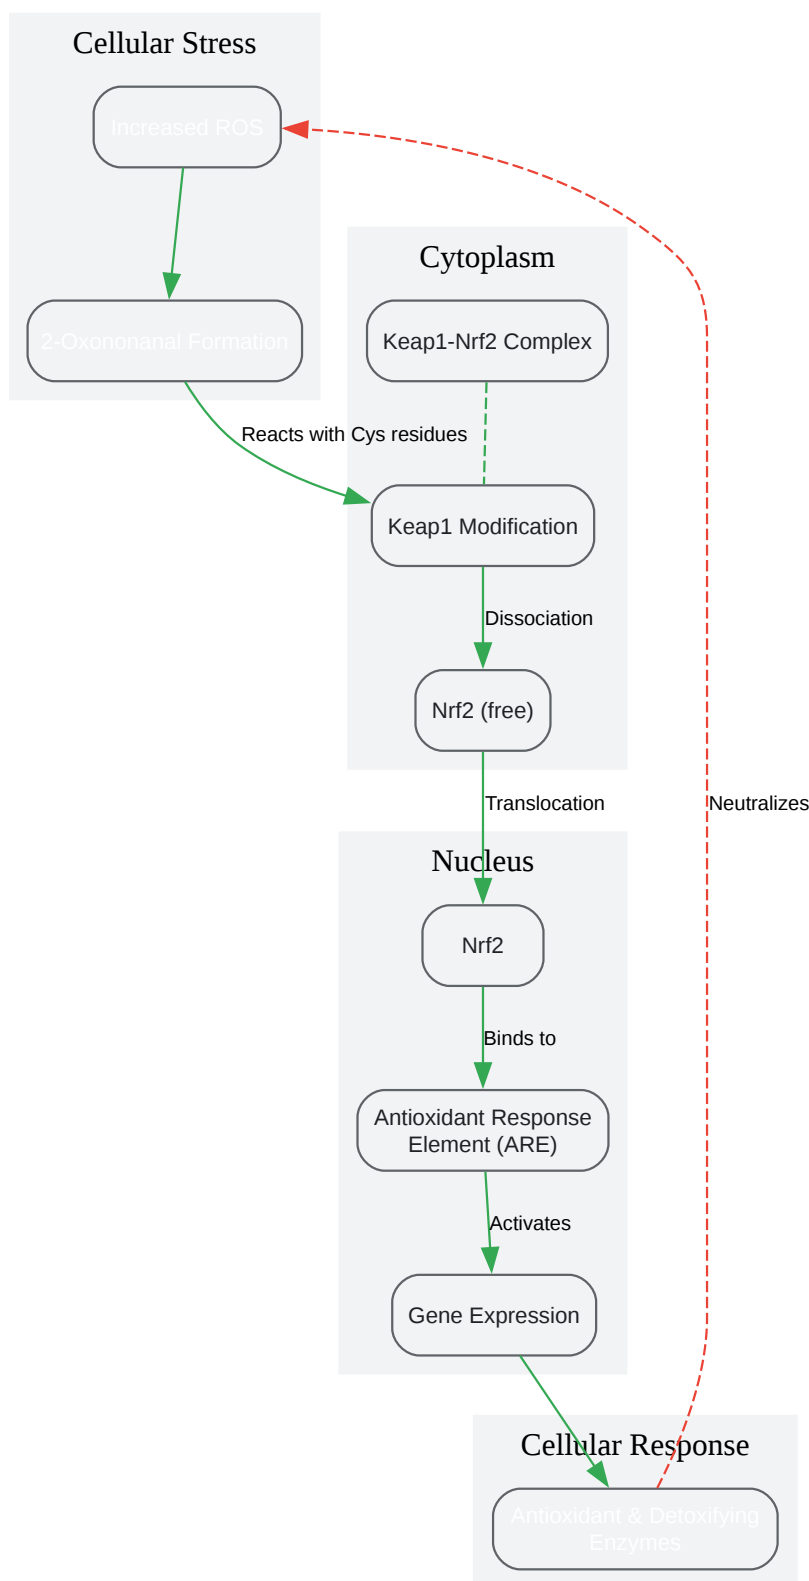 Cellular Stress
Increased ROS
2-Oxononanal Formation
Cytoplasm
Keap1-Nrf2 Complex
Reacts with Cys residues
Keap1 Modification
Dissociation
Nrf2 (free)
Translocation
Neutralizes
Nucleus
Nrf2
Binds to
Antioxidant Response
Element (ARE)
Activates
Gene Expression
Cellular Response
Antioxidant & Detoxifying
Enzymes